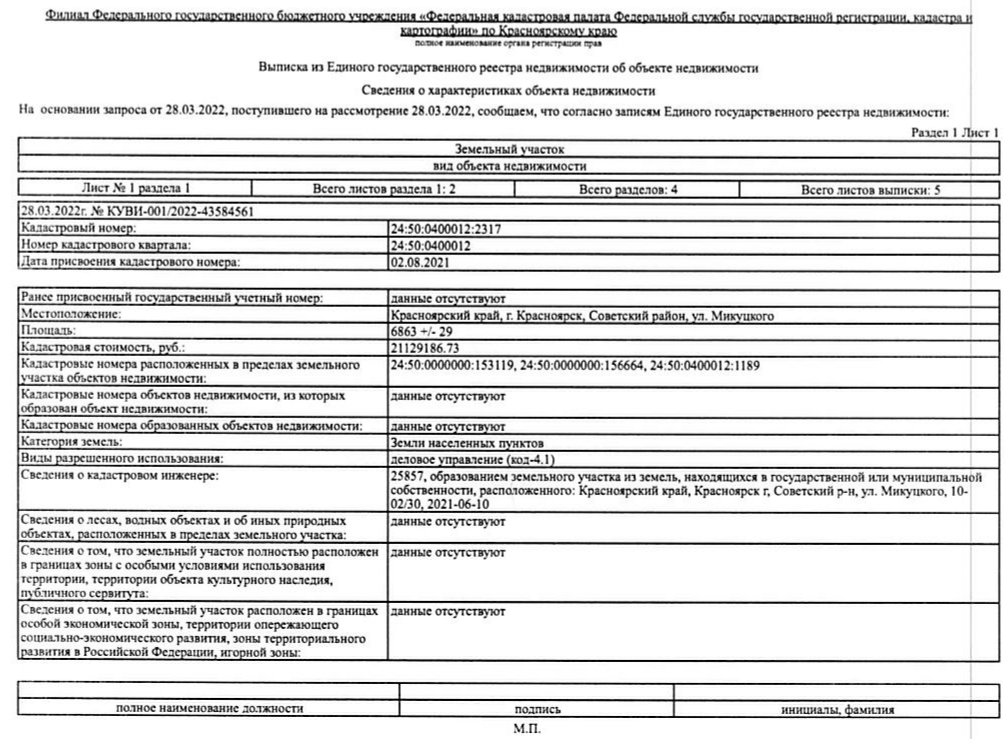 Филиал Федерального государственного бюджетного учреждения «Федеральная кадастровая палата Федеральной службы государственной регистрации, кадастра и
картографии» по Красноярскому краю
полное наименование органа регистрации прав
Выписка из Единого государственного реестра недвижимости об объекте недвижимости
Сведения о характеристиках объекта недвижимости
На основании запроса от 28.03.2022, поступившего на рассмотрение 28.03.2022, сообщаем, что согласно записям Единого государственного реестра недвижимости:
Раздел 1 Лист 1
Земельный участок
вид объекта недвижимости
Лист № 1 раздела 1 Всего листов раздела 1: 2 Всего разделов: 4 Всего листов выписки: 5
28.03.2022г. № КУВИ-001/2022-43584561
Кадастровый номер: 24:50:0400012:2317
Номер кадастрового квартала: 24:50:0400012
Дата присвоения кадастрового номера: 02.08.2021
Ранее присвоенный государственный учетный номер: данные отсутствуют
Местоположение: Красноярский край, г. Красноярск, Советский район, ул. Микуцкого
Площадь: 6863 +/- 29
Кадастровая стоимость, руб.: 21129186.73
Кадастровые номера расположенных в пределах земельного 24:50:0000000:153119, 24:50:0000000:156664, 24:50:0400012:1189
участка объектов недвижимости:
Кадастровые номера объектов недвижимости, из которых данные отсутствуют
образован объект недвижимости:
Кадастровые номера образованных объектов недвижимости: данные отсутствуют
Категория земель: Земли населенных пунктов
Виды разрешенного использования: деловое управление (код-4.1)
Сведения о кадастровом инженере: 25857, образованием земельного участка из земель, находящихся в государственной или муниципальной
собственности, расположенного: Красноярский край, Красноярск г, Советский р-н, ул. Микуцкого, 10-
02/30, 2021-06-10
Сведения о лесах, водных объектах и об иных природных данные отсутствуют
объектах, расположенных в пределах земельного участка:
Сведения о том, что земельный участок полностью расположен данные отсутствуют
в границах зоны с особыми условиями использования
территории, территории объекта культурного наследия,
публичного сервитута:
Сведения о том, что земельный участок расположен в границах данные отсутствуют
особой экономической зоны, территории опережающего
социально-экономического развития, зоны территориального
развития в Российской Федерации, игорной зоны:
полное наименование должности подпись инициалы, фамилия
М.П.